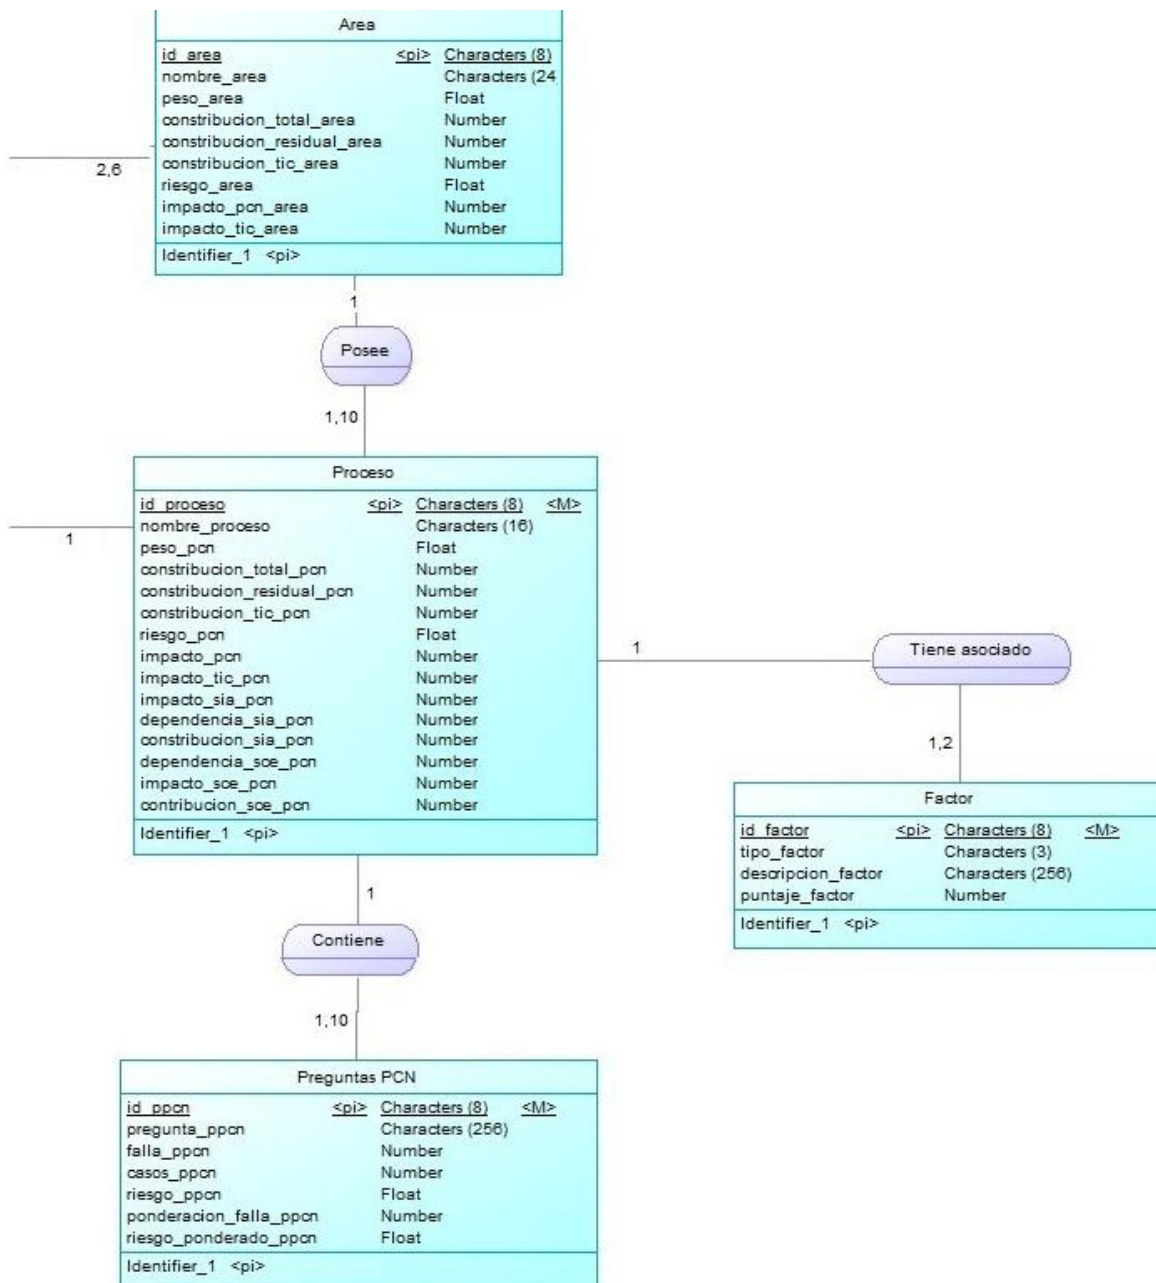 Area
id_area <pi> Characters (8)
nombre_area Characters (24
peso_area Float
constribucion_total_area Number
constribucion_residual_area Number
constribucion_tic_area Number
riesgo_area Float
impacto_pcn_area Number
impacto_tic_area Number
Identifier_1 <pi>
2,6
1
Posee
1,10
Proceso
id_proceso <pi> Characters (8) <M>
nombre_proceso Characters (16)
peso_pcn Float
constribucion_total_pcn Number
constribucion_residual_pcn Number
constribucion_tic_pcn Number
riesgo_pcn Float
impacto_pcn Number
impacto_tic_pcn Number
impacto_sia_pcn Number
dependencia_sia_pcn Number
constribucion_sia_pcn Number
dependencia_sce_pcn Number
impacto_sce_pcn Number
contribucion_sce_pcn Number
Identifier_1 <pi>
1
1
Tiene asociado
1,2
Factor
id_factor <pi> Characters (8) <M>
tipo_factor Characters (3)
descripcion_factor Characters (256)
puntaje_factor Number
Identifier_1 <pi>
1
Contiene
1,10
Preguntas PCN
id_ppcn <pi> Characters (8) <M>
pregunta_ppcn Characters (256)
falla_ppcn Number
casos_ppcn Number
riesgo_ppcn Float
ponderacion_falla_ppcn Number
riesgo_ponderado_ppcn Float
Identifier_1 <pi>